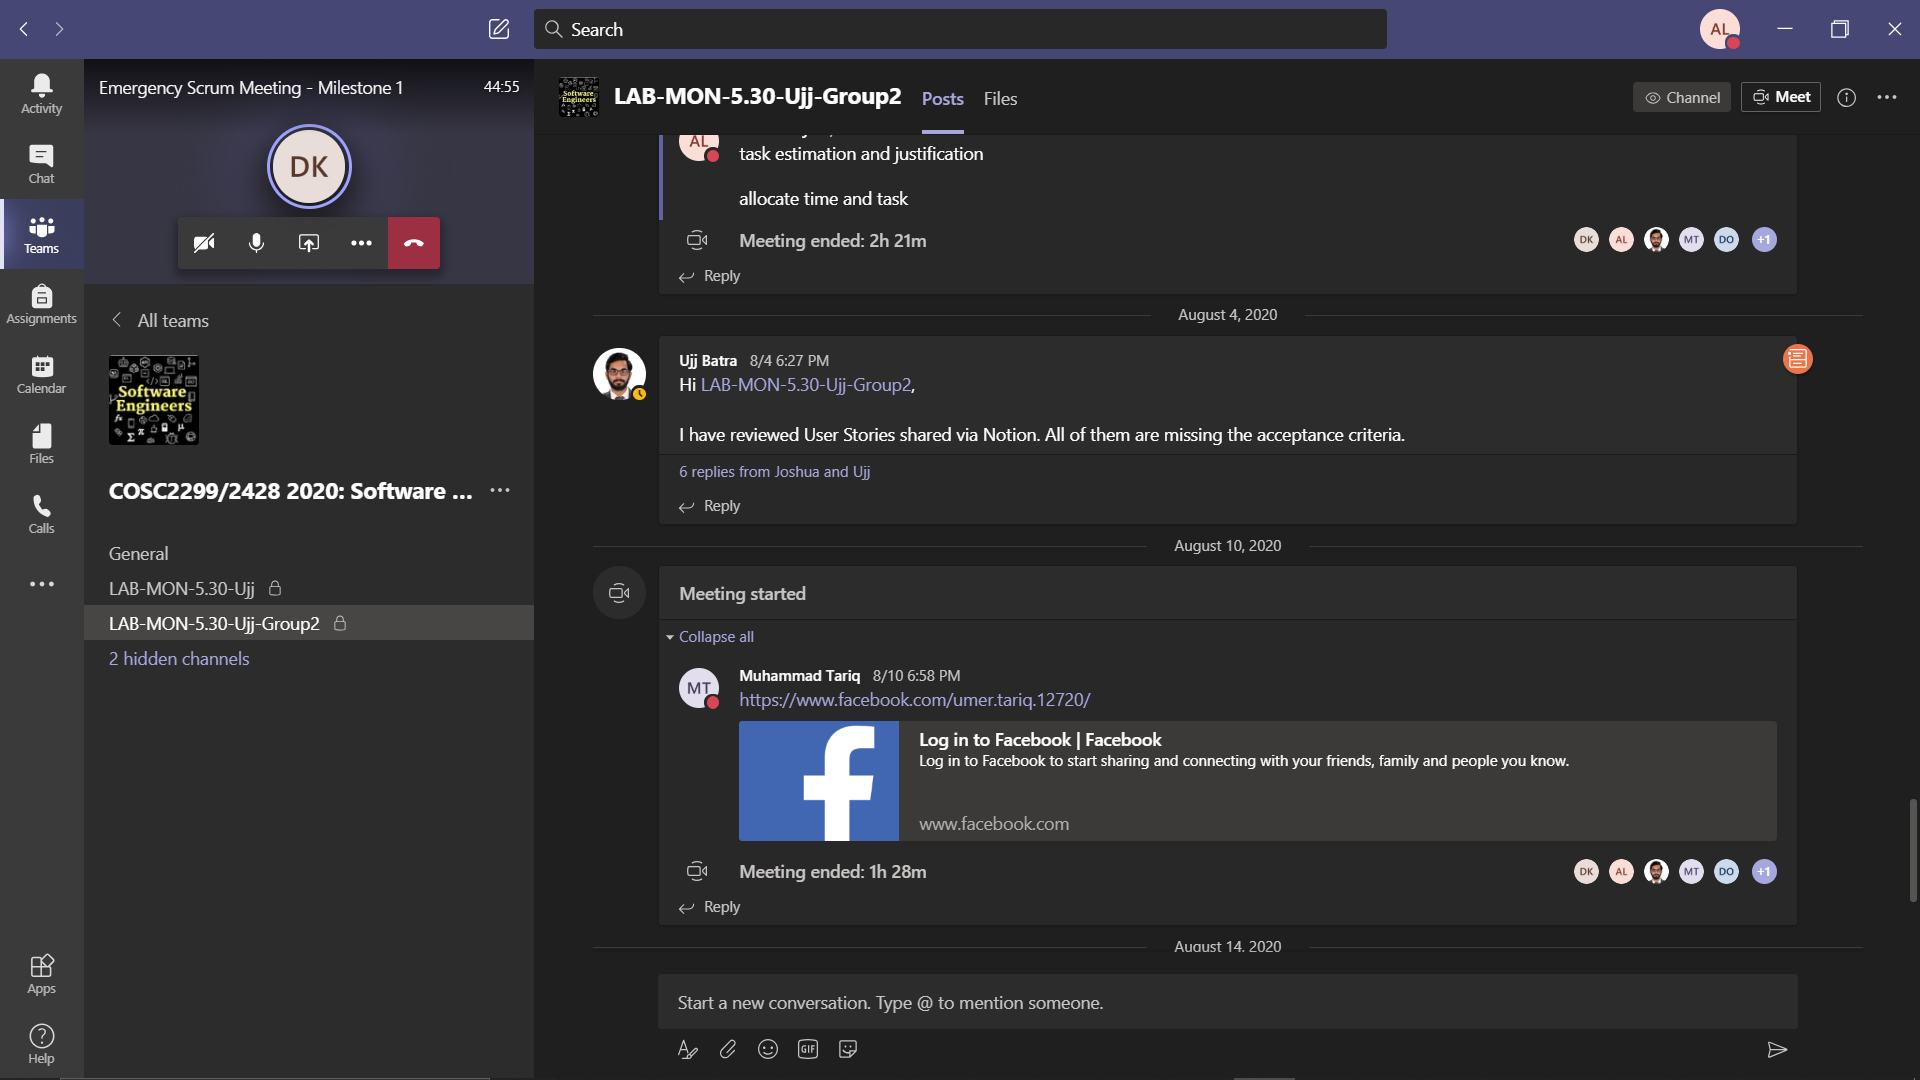 Search
AL
Activity
Chat
Teams
Assignments
Calendar
Files
Calls
Apps
Help
Emergency Scrum Meeting - Milestone 1
44:55
DK
All teams
Software
Engineers
COSC2299/2428 2020: Software ...
General
LAB-MON-5.30-Ujj
LAB-MON-5.30-Ujj-Group2
2 hidden channels
Software
Engineers
LAB-MON-5.30-Ujj-Group2
Posts
Files
Channel
Meet
AL
task estimation and justification
allocate time and task
Meeting ended: 2h 21m
DK AL MT DO +1
Reply
August 4, 2020
Ujj Batra 8/4 6:27 PM
Hi LAB-MON-5.30-Ujj-Group2,
I have reviewed User Stories shared via Notion. All of them are missing the acceptance criteria.
6 replies from Joshua and Ujj
Reply
August 10, 2020
Meeting started
Collapse all
MT
Muhammad Tariq 8/10 6:58 PM
https://www.facebook.com/umer.tariq.12720/
Log in to Facebook | Facebook
Log in to Facebook to start sharing and connecting with your friends, family and people you know.
www.facebook.com
Meeting ended: 1h 28m
DK AL MT DO +1
Reply
August 14, 2020
Start a new conversation. Type @ to mention someone.
GIF